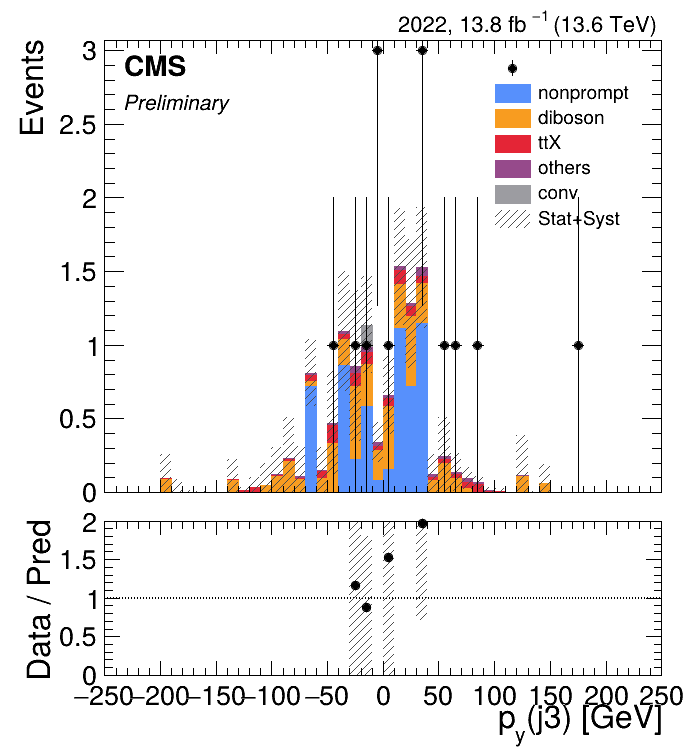 2022, 13.8 fb⁻¹ (13.6 TeV)
CMS
Preliminary
nonprompt
diboson
ttX
others
conv
Stat+Syst
Events
3
2.5
2
1.5
1
0.5
0
Data / Pred
2
1.5
1
0.5
0
−250 −200 −150 −100 −50 0 50 100 150 200 250
p_y(j3) [GeV]